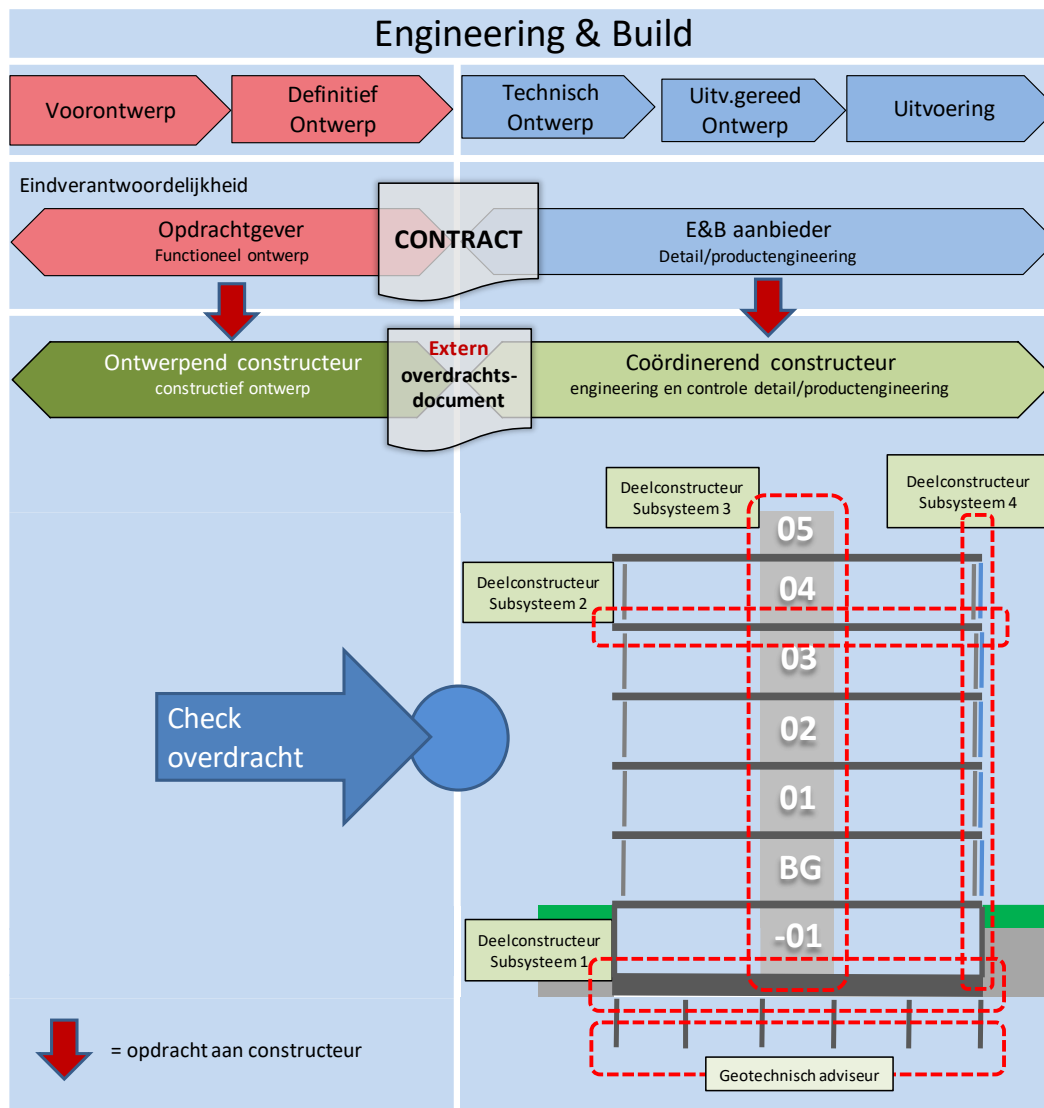 Engineering & Build
Voorontwerp
Definitief
Ontwerp
Technisch
Ontwerp
Uitv.gereed
Ontwerp
Uitvoering
Eindverantwoordelijkheid
Opdrachtgever
Functioneel ontwerp
CONTRACT
E&B aanbieder
Detail/productengineering
Ontwerpend constructeur
constructief ontwerp
Extern
overdrachts-
document
Coördinerend constructeur
engineering en controle detail/productengineering
Deelconstructeur
Subsysteem 3
Deelconstructeur
Subsysteem 4
05
Deelconstructeur
Subsysteem 2
04
03
Check
overdracht
02
01
BG
Deelconstructeur
Subsysteem 1
-01
= opdracht aan constructeur
Geotechnisch adviseur